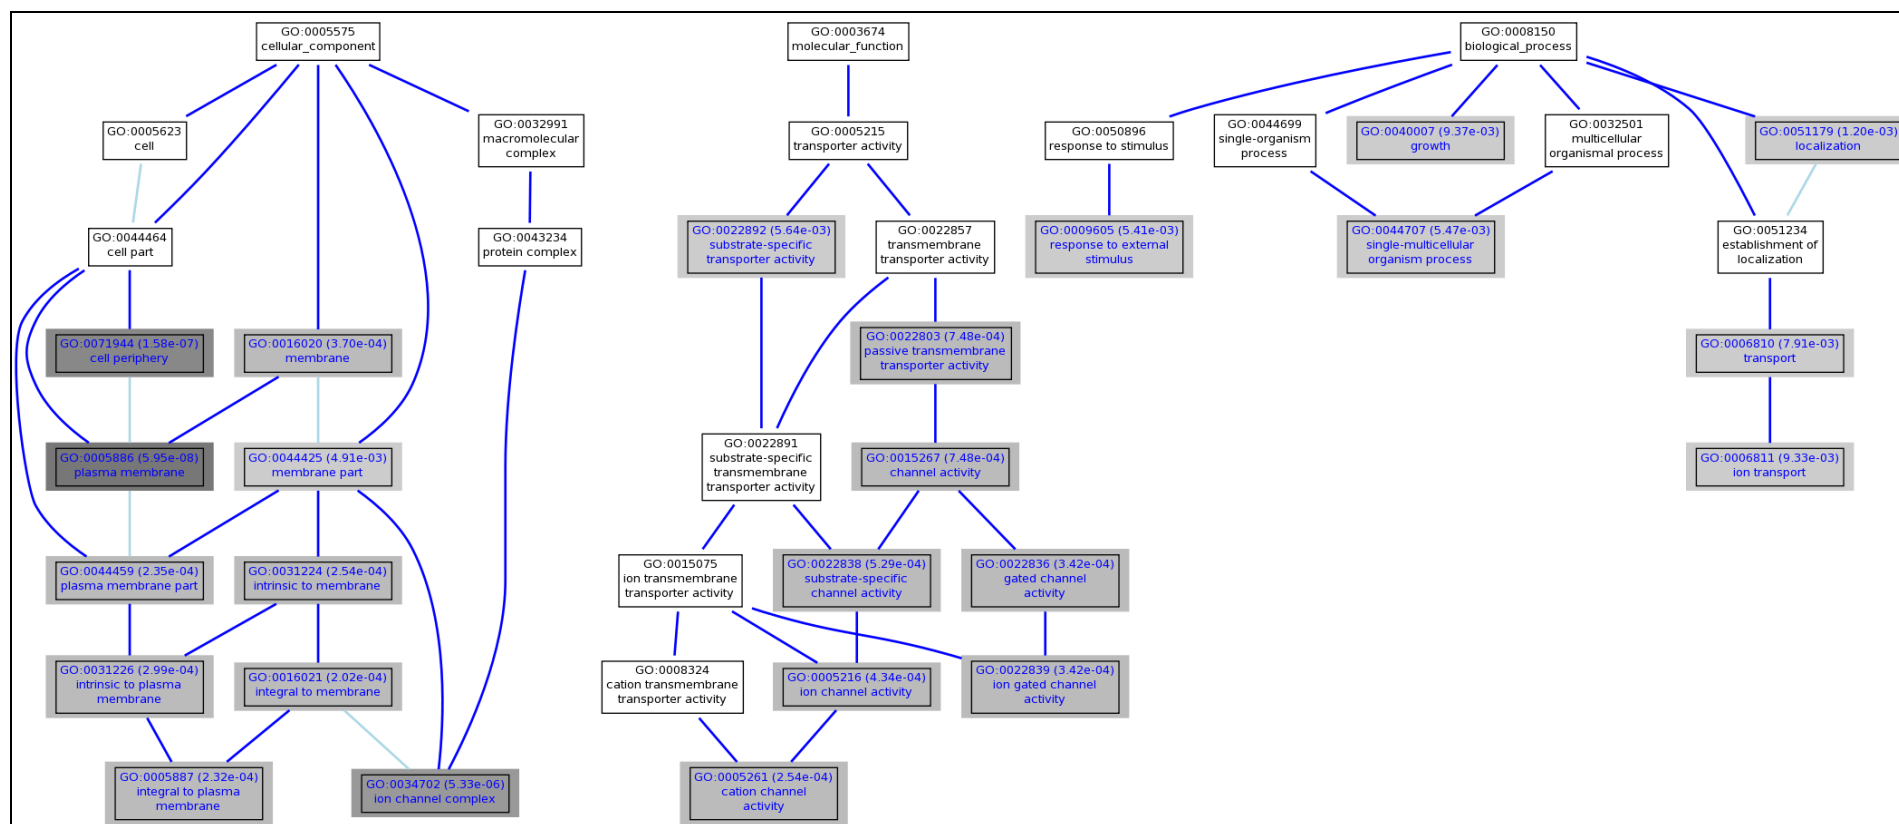 GO:0005575
cellular_component
GO:0003674
molecular_function
GO:0008150
biological_process
GO:0005623
cell
GO:0032991
macromolecular
complex
GO:0005215
transporter activity
GO:0050896
response to stimulus
GO:0044699
single-organism
process
GO:0040007 (9.37e-03)
growth
GO:0032501
multicellular
organismal process
GO:0051179 (1.20e-03)
localization
GO:0044464
cell part
GO:0043234
protein complex
GO:0022892 (5.64e-03)
substrate-specific
transporter activity
GO:0022857
transmembrane
transporter activity
GO:0009605 (5.41e-03)
response to external
stimulus
GO:0044707 (5.47e-03)
single-multicellular
organism process
GO:0051234
establishment of
localization
GO:0071944 (1.58e-07)
cell periphery
GO:0016020 (3.70e-04)
membrane
GO:0022803 (7.48e-04)
passive transmembrane
transporter activity
GO:0006810 (7.91e-03)
transport
GO:0005886 (5.95e-08)
plasma membrane
GO:0044425 (4.91e-03)
membrane part
GO:0022891
substrate-specific
transmembrane
transporter activity
GO:0015267 (7.48e-04)
channel activity
GO:0006811 (9.33e-03)
ion transport
GO:0044459 (2.35e-04)
plasma membrane part
GO:0031224 (2.54e-04)
intrinsic to membrane
GO:0015075
ion transmembrane
transporter activity
GO:0022838 (5.29e-04)
substrate-specific
channel activity
GO:0022836 (3.42e-04)
gated channel
activity
GO:0031226 (2.99e-04)
intrinsic to plasma
membrane
GO:0016021 (2.02e-04)
integral to membrane
GO:0008324
cation transmembrane
transporter activity
GO:0005216 (4.34e-04)
ion channel activity
GO:0022839 (3.42e-04)
ion gated channel
activity
GO:0005887 (2.32e-04)
integral to plasma
membrane
GO:0034702 (5.33e-06)
ion channel complex
GO:0005261 (2.54e-04)
cation channel
activity